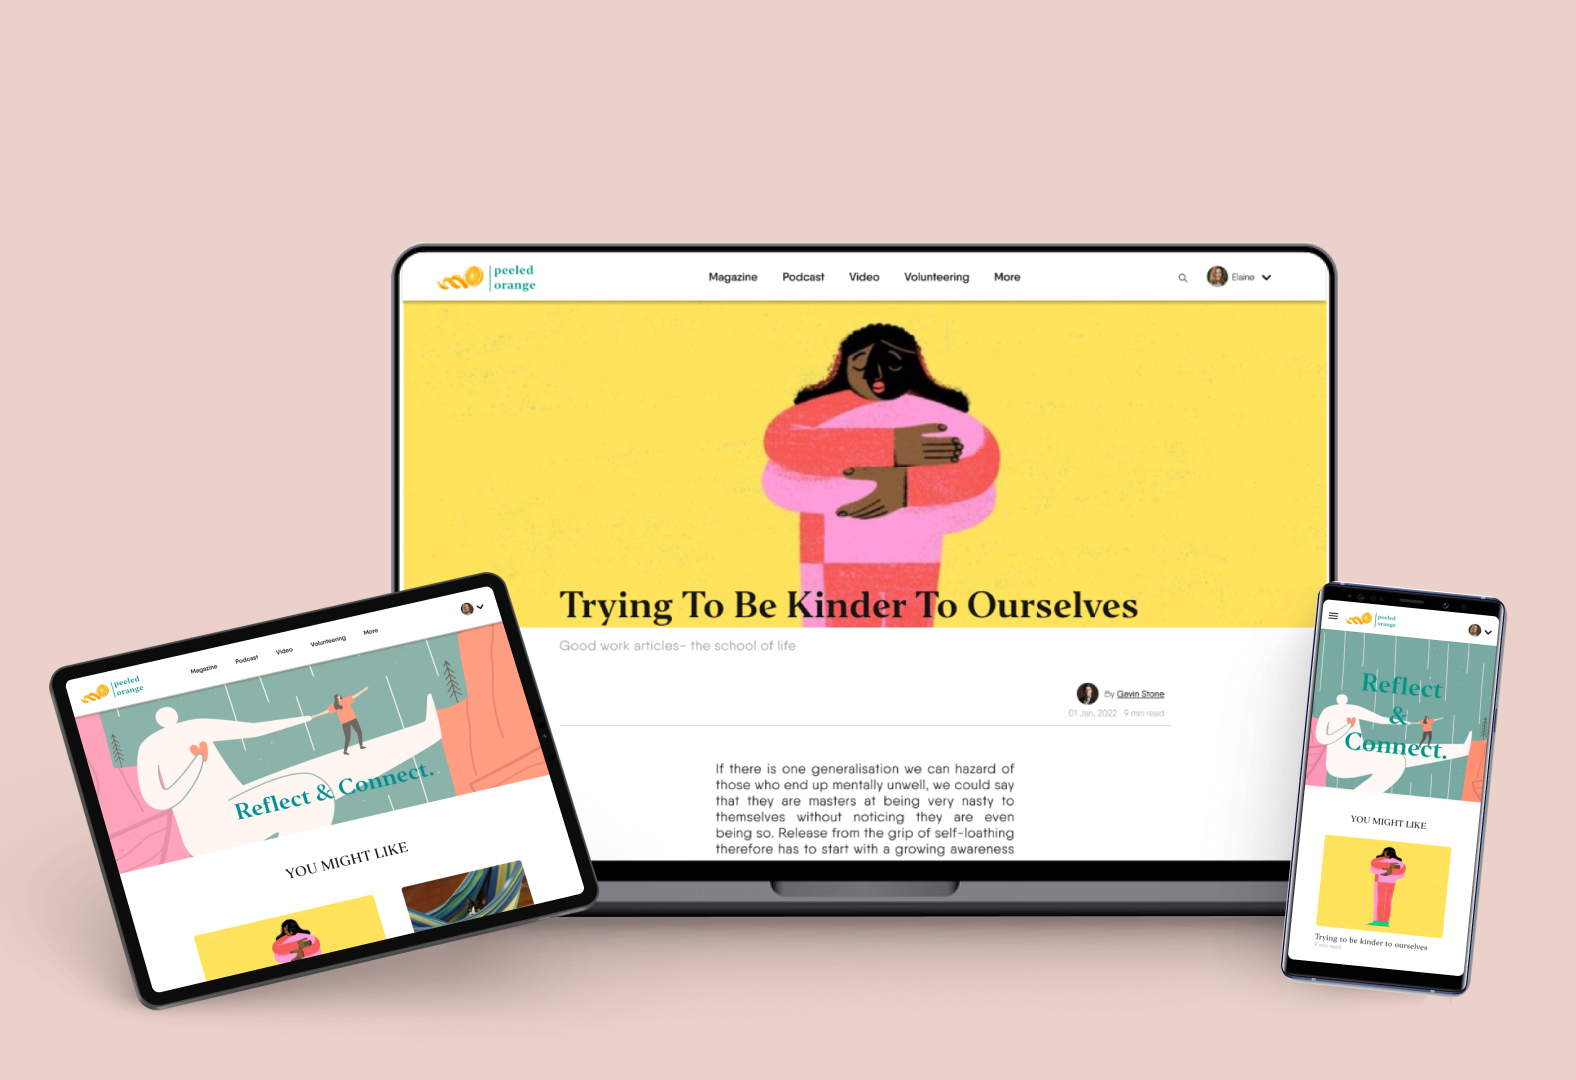 peeled
orange
Magazine Podcast Video Volunteering More
Elaine
Trying To Be Kinder To Ourselves
Good work articles- the school of life
By Gavin Stone
01 Jan, 2022 9 min read
If there is one generalisation we can hazard of
those who end up mentally unwell, we could say
that they are masters at being very nasty to
themselves without noticing they are even
being so. Release from the grip of self-loathing
therefore has to start with a growing awareness
peeled
orange
Magazine Podcast Video Volunteering More
Reflect & Connect.
YOU MIGHT LIKE
peeled
orange
Reflect
&
Connect.
YOU MIGHT LIKE
Trying to be kinder to ourselves
9 min read